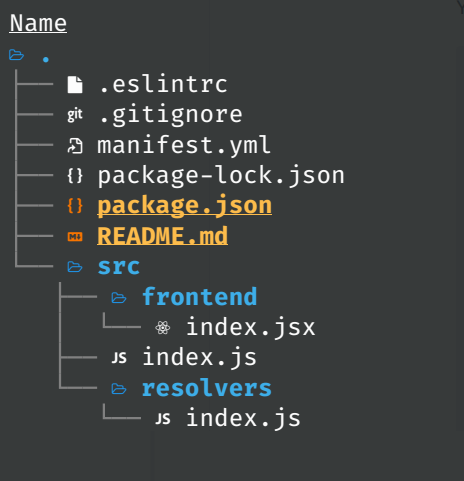 Name
.
.eslintrc
git .gitignore
manifest.yml
{} package-lock.json
{} package.json
README.md
src
frontend
index.jsx
JS index.js
resolvers
JS index.js